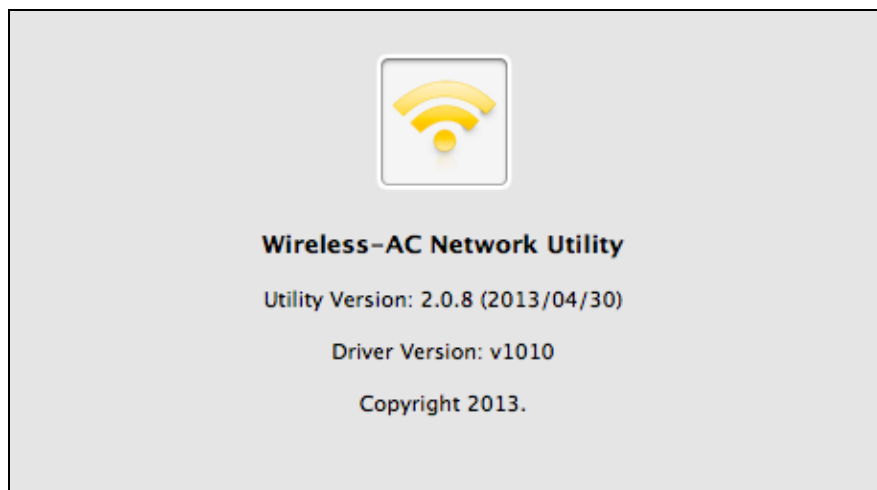 Wireless-AC Network Utility
Utility Version: 2.0.8 (2013/04/30)
Driver Version: v1010
Copyright 2013.